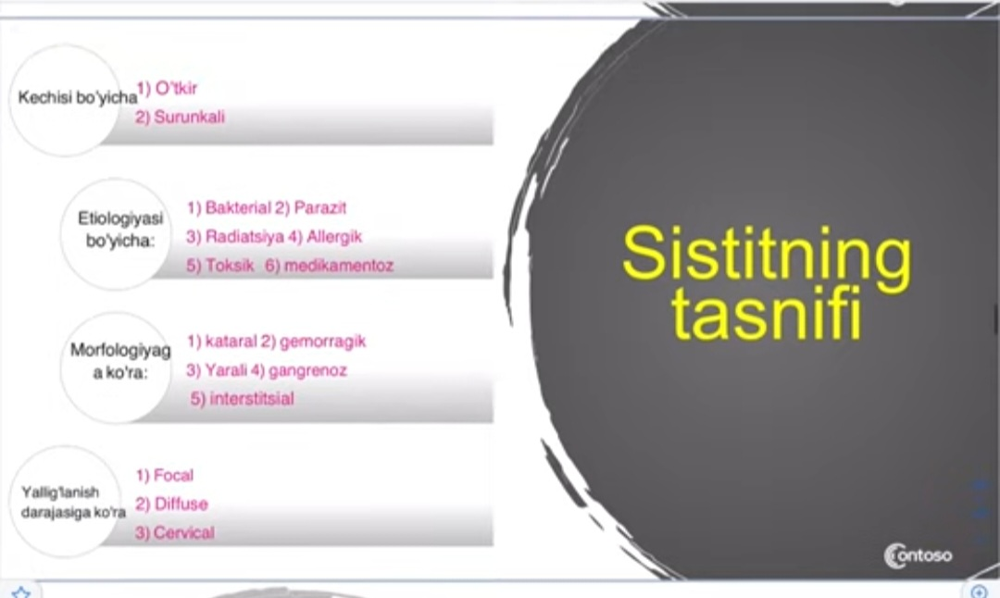 Kechisi bo'yicha
1) O'tkir
2) Surunkali
Etiologiyasi
bo'yicha:
1) Bakterial 2) Parazit
3) Radiatsiya 4) Allergik
5) Toksik 6) medikamentoz
Morfologiyag
a ko'ra:
1) kataral 2) gemorragik
3) Yarali 4) gangrenoz
5) interstitsial
Yallig'lanish
darajasiga ko'ra
1) Focal
2) Diffuse
3) Cervical
Sistitning
tasnifi
Contoso